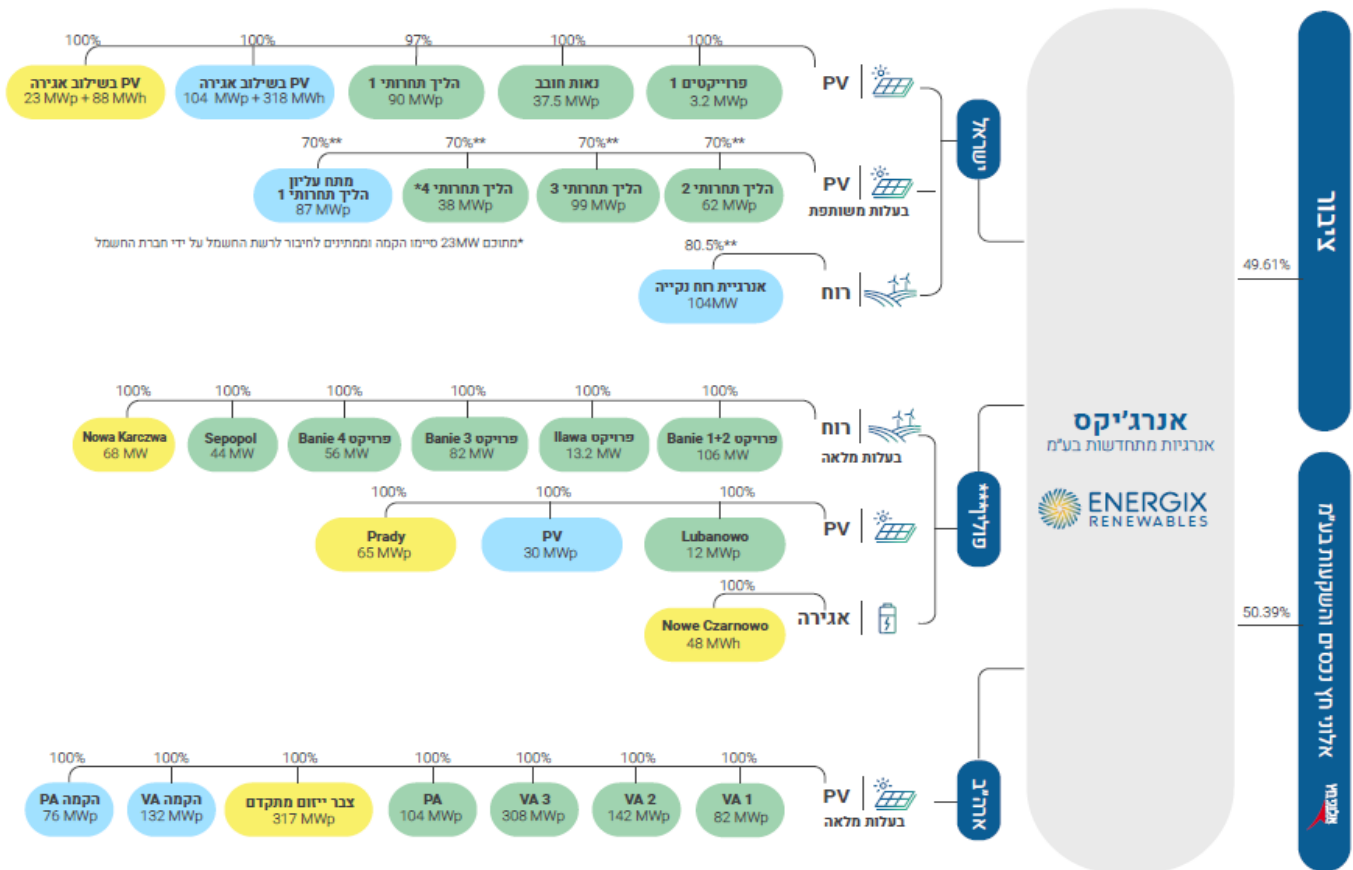 ציבור
49.61%
אלוני חץ נכסים והשקעות בע"מ
אלוני חץ
50.39%
אנרג'יקס
אנרגיות מתחדשות בע"מ
ENERGIX
RENEWABLES
ישראל
PV
100%
פרוייקטים 1
3.2 MWp
100%
נאות חובב
37.5 MWp
97%
הליך תחרותי 1
90 MWp
100%
PV בשילוב אגירה
104 MWp + 318 MWh
100%
PV בשילוב אגירה
23 MWp + 88 MWh
PV
בעלות משותפת
70%**
הליך תחרותי 2
62 MWp
70%**
הליך תחרותי 3
99 MWp
70%**
הליך תחרותי 4*
38 MWp
70%**
מתח עליון
הליך תחרותי 1
87 MWp
*מתוכם 23MW סיימו הקמה וממתינים לחיבור לרשת החשמל על ידי חברת החשמל
רוח
80.5%**
אנרגיית רוח נקייה
104MW
פולין***
רוח
בעלות מלאה
100%
פרויקט Banie 1+2
106 MW
100%
פרויקט Ilawa
13.2 MW
100%
פרויקט Banie 3
82 MW
100%
פרויקט Banie 4
56 MW
100%
Sepopol
44 MW
100%
Nowa Karczwa
68 MW
PV
100%
Lubanowo
12 MWp
100%
PV
30 MWp
100%
Prady
65 MWp
אגירה
100%
Nowe Czarnowo
48 MWh
ארה"ב
PV
בעלות מלאה
100%
VA 1
82 MWp
100%
VA 2
142 MWp
100%
VA 3
308 MWp
100%
PA
104 MWp
100%
צבר ייזום מתקדם
317 MWp
100%
הקמה VA
132 MWp
100%
הקמה PA
76 MWp